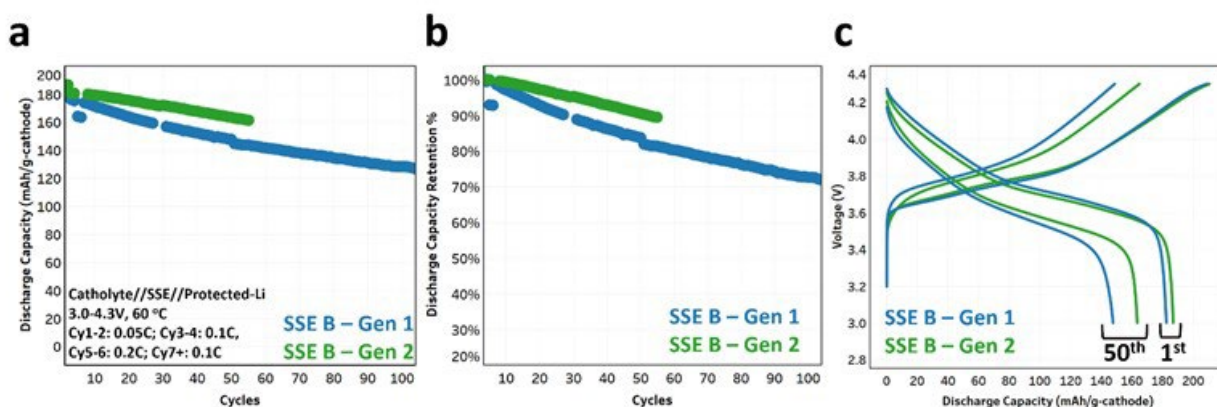 a
Discharge Capacity (mAh/g-cathode)
200
180
160
140
120
100
80
60
40
20
0
Catholyte//SSE//Protected-Li
3.0-4.3V, 60 °C
Cy1-2: 0.05C; Cy3-4: 0.1C,
Cy5-6: 0.2C; Cy7+: 0.1C
SSE B – Gen 1
SSE B – Gen 2
10 20 30 40 50 60 70 80 90 100
Cycles
b
Discharge Capacity Retention %
100%
90%
80%
70%
60%
50%
40%
30%
20%
SSE B – Gen 1
SSE B – Gen 2
10 20 30 40 50 60 70 80 90 100
Cycles
c
Voltage (V)
4.4
4.2
4.0
3.8
3.6
3.4
3.2
3.0
2.8
SSE B – Gen 1
SSE B – Gen 2
50th 1st
0 20 40 60 80 100 120 140 160 180 200
Discharge Capacity (mAh/g-cathode)